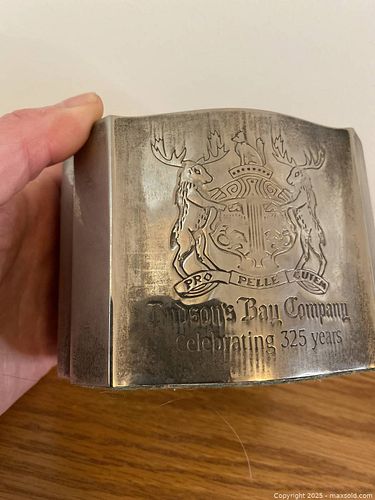 PRO PELLE CUTEM
Hudson's Bay Company
Celebrating 325 years
Copyright 2025 - maxsold.com